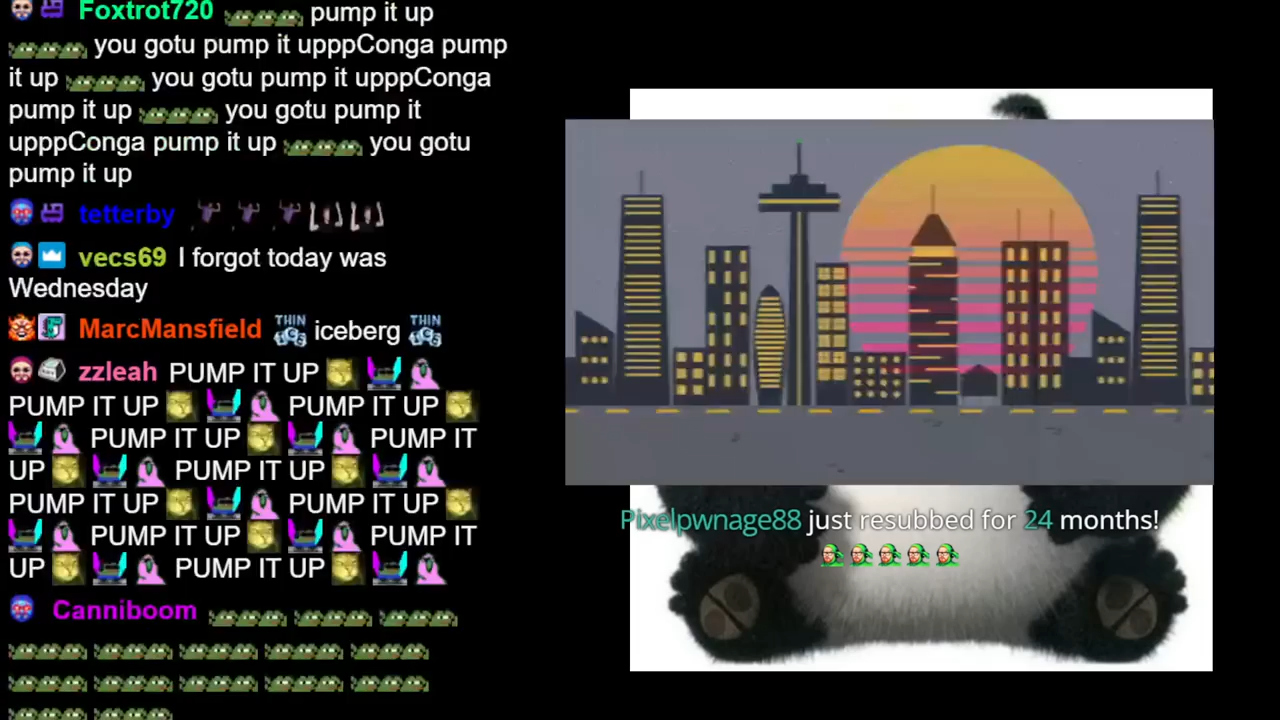 Foxtrot720 pump it up
you gotu pump it upppConga pump
it up you gotu pump it upppConga
pump it up you gotu pump it
upppConga pump it up you gotu
pump it up
tetterby
vecs69 I forgot today was
Wednesday
MarcMansfield THIN ICE iceberg THIN ICE
zzleah PUMP IT UP
PUMP IT UP PUMP IT UP
PUMP IT UP PUMP IT
UP PUMP IT UP
PUMP IT UP PUMP IT UP
PUMP IT UP PUMP IT
UP PUMP IT UP
Canniboom
Pixelpwnage88 just resubbed for 24 months!